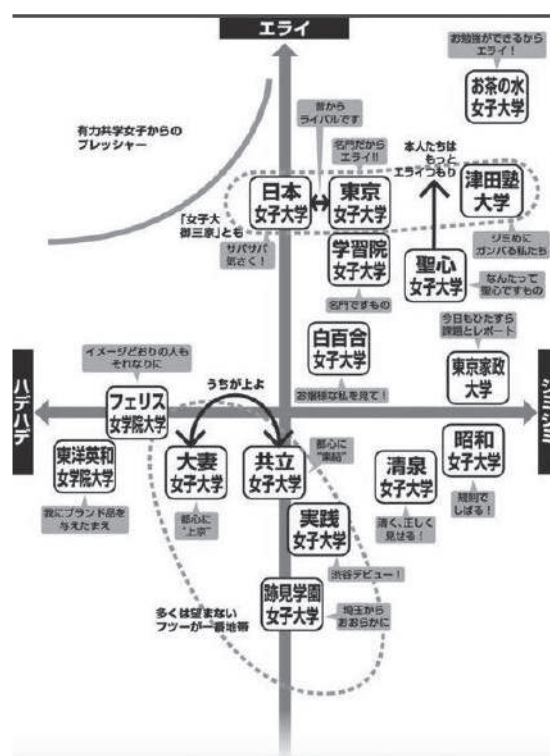 エライ
お勉強ができるから
エライ!
お茶の水
女子大学
有力共学女子からの
プレッシャー
昔から
ライバルです
名門だから
エライ!!
本人たちは
もっと
エライつもり
日本
女子大学
東京
女子大学
津田塾
大学
「女子大
御三家」とも
サバサバ
気さく!
学習院
女子大学
名門ですもの
聖心
女子大学
ジミめに
ガンバる私たち
なんたって
聖心ですもの
白百合
女子大学
お嬢様な私を見て!
今日もひたすら
課題とレポート
東京家政
大学
ハデハデ
ジミジミ
イメージどおりの人も
それなりに
フェリス
女学院大学
うちが上よ
東洋英和
女学院大学
我にブランド品を
与えたまえ
大妻
女子大学
都心に
"上京"
共立
女子大学
都心に
"凍結"
清泉
女子大学
清く、正しく
見せる!
昭和
女子大学
規則で
しばる!
実践
女子大学
渋谷デビュー!
跡見学園
女子大学
埼玉から
おおらかに
多くは望まない
フツーが一番地帯